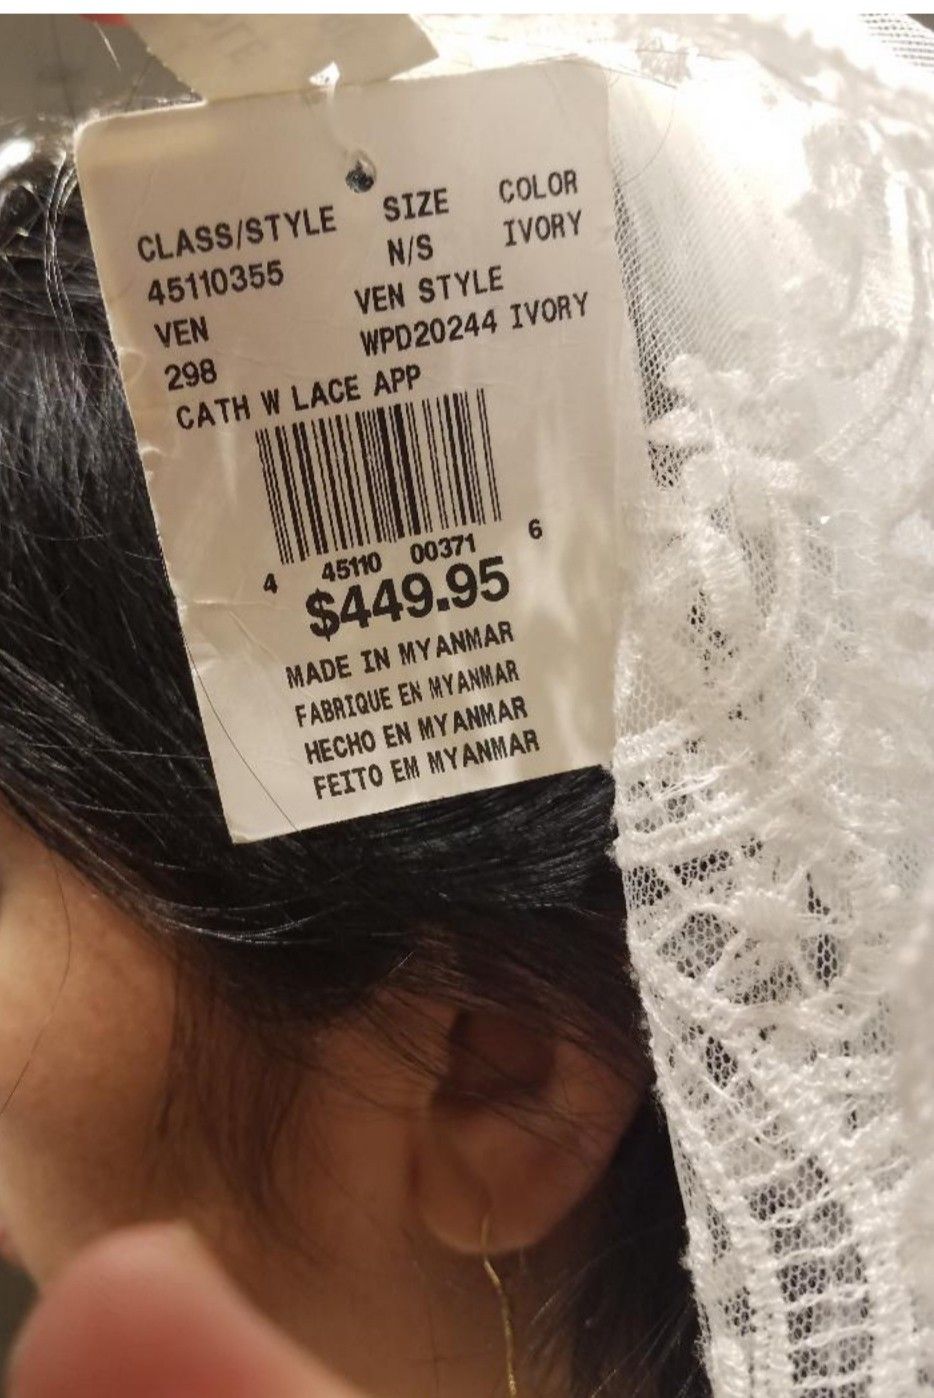 CLASS/STYLE SIZE COLOR
45110355 N/S IVORY
VEN VEN STYLE
298 WPD20244 IVORY
CATH W LACE APP
4 45110 00371 6
$449.95
MADE IN MYANMAR
FABRIQUE EN MYANMAR
HECHO EN MYANMAR
FEITO EM MYANMAR